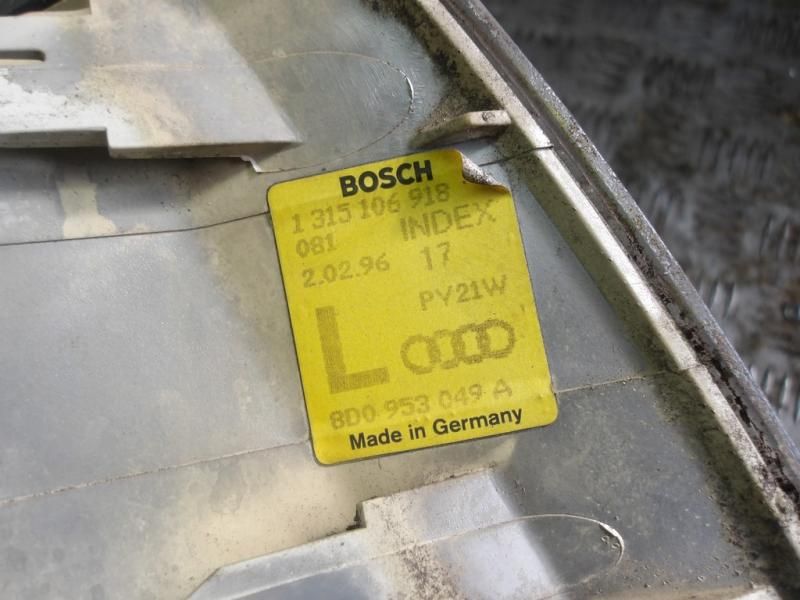 BOSCH
1 315 106 918
081 INDEX
2.02.96 17
PY21W
L
8D0 953 049 A
Made in Germany